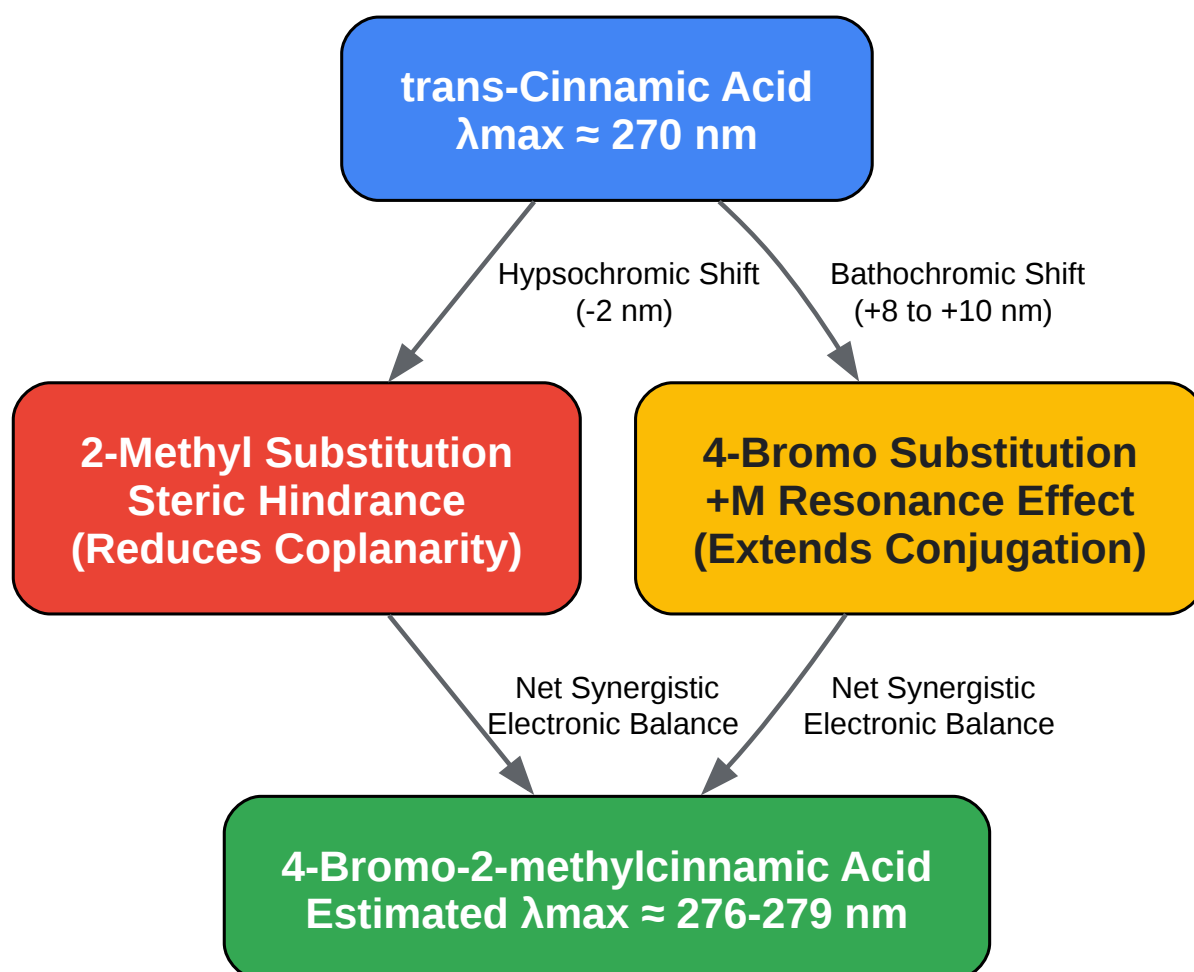 trans-Cinnamic Acid
λmax ≈ 270 nm
Hypsochromic Shift
(-2 nm)
Bathochromic Shift
(+8 to +10 nm)
2-Methyl Substitution
Steric Hindrance
(Reduces Coplanarity)
4-Bromo Substitution
+M Resonance Effect
(Extends Conjugation)
Net Synergistic
Electronic Balance
Net Synergistic
Electronic Balance
4-Bromo-2-methylcinnamic Acid
Estimated λmax ≈ 276-279 nm